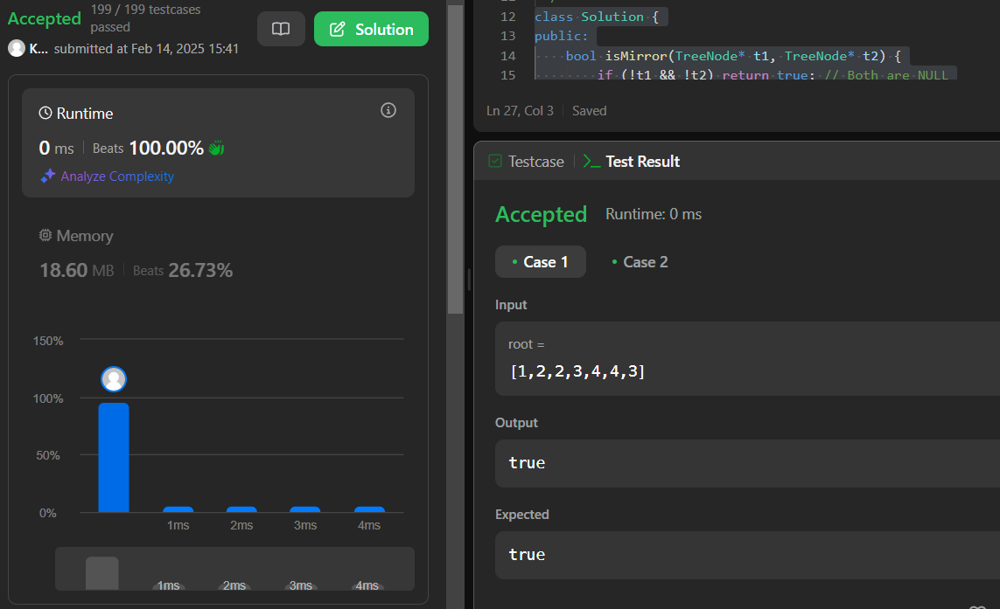 Accepted
199 / 199 testcases
passed
K... submitted at Feb 14, 2025 15:41
Solution
Runtime
0 ms Beats 100.00%
Analyze Complexity
Memory
18.60 MB Beats 26.73%
150%
100%
50%
0%
1ms 2ms 3ms 4ms
1ms 2ms 3ms 4ms
12 class Solution {
13 public:
14 bool isMirror(TreeNode* t1, TreeNode* t2) {
15 if (!t1 && !t2) return true; // Both are NULL
Ln 27, Col 3 Saved
Testcase Test Result
Accepted Runtime: 0 ms
Case 1 Case 2
Input
root =
[1,2,2,3,4,4,3]
Output
true
Expected
true